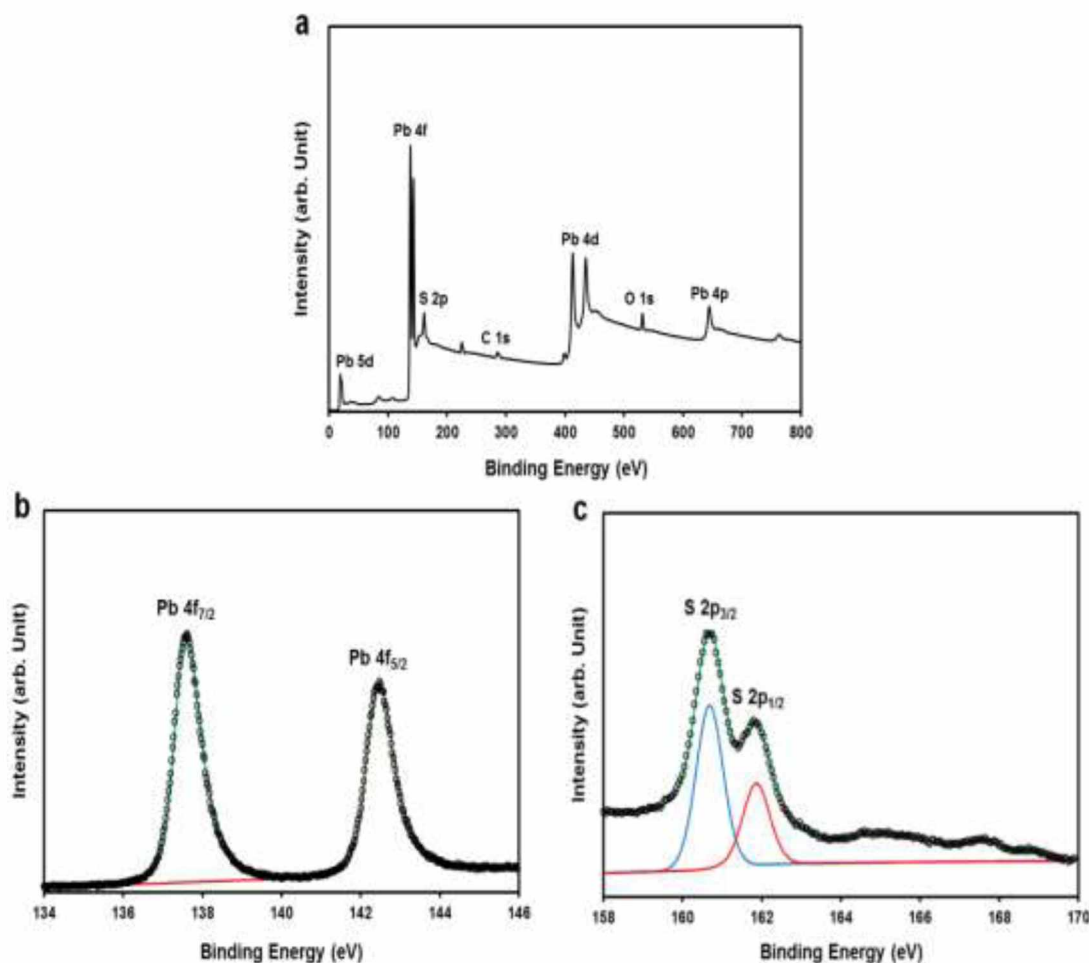 a
Intensity (arb. Unit)
Pb 4f
Pb 4d
S 2p
O 1s
Pb 4p
C 1s
Pb 5d
0 100 200 300 400 500 600 700 800
Binding Energy (eV)
b
Intensity (arb. Unit)
Pb 4f7/2
Pb 4f5/2
134 136 138 140 142 144 146
Binding Energy (eV)
c
Intensity (arb. Unit)
S 2p3/2
S 2p1/2
158 160 162 164 166 168 170
Binding Energy (eV)